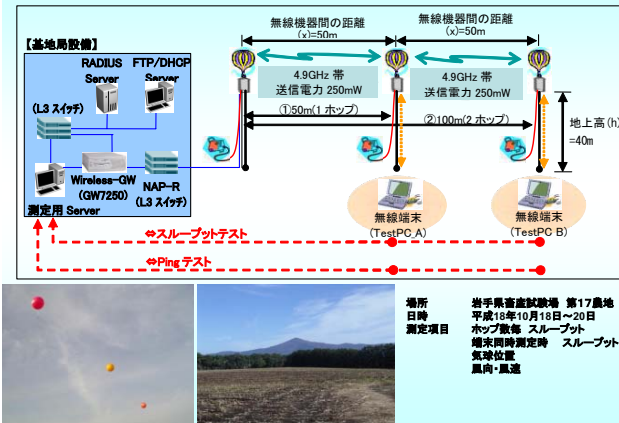 無線機器間の距離
(x)=50m
無線機器間の距離
(x)=50m
【基地局設備】
RADIUS
Server
FTP/DHCP
Server
(L3 スイッチ)
4.9GHz 帯
送信電力 250mW
4.9GHz 帯
送信電力 250mW
①50m(1 ホップ)
②100m(2 ホップ)
地上高(h)
=40m
Wireless-GW
(GW7250)
NAP-R
(L3 スイッチ)
測定用 Server
無線端末
(TestPC_A)
無線端末
(TestPC B)
⇔スループットテスト
⇔Ping テスト
場所 岩手県畜産試験場 第17農地
日時 平成18年10月18日～20日
測定項目 ホップ数毎 スループット
端末同時測定時 スループット
気球位置
風向・風速